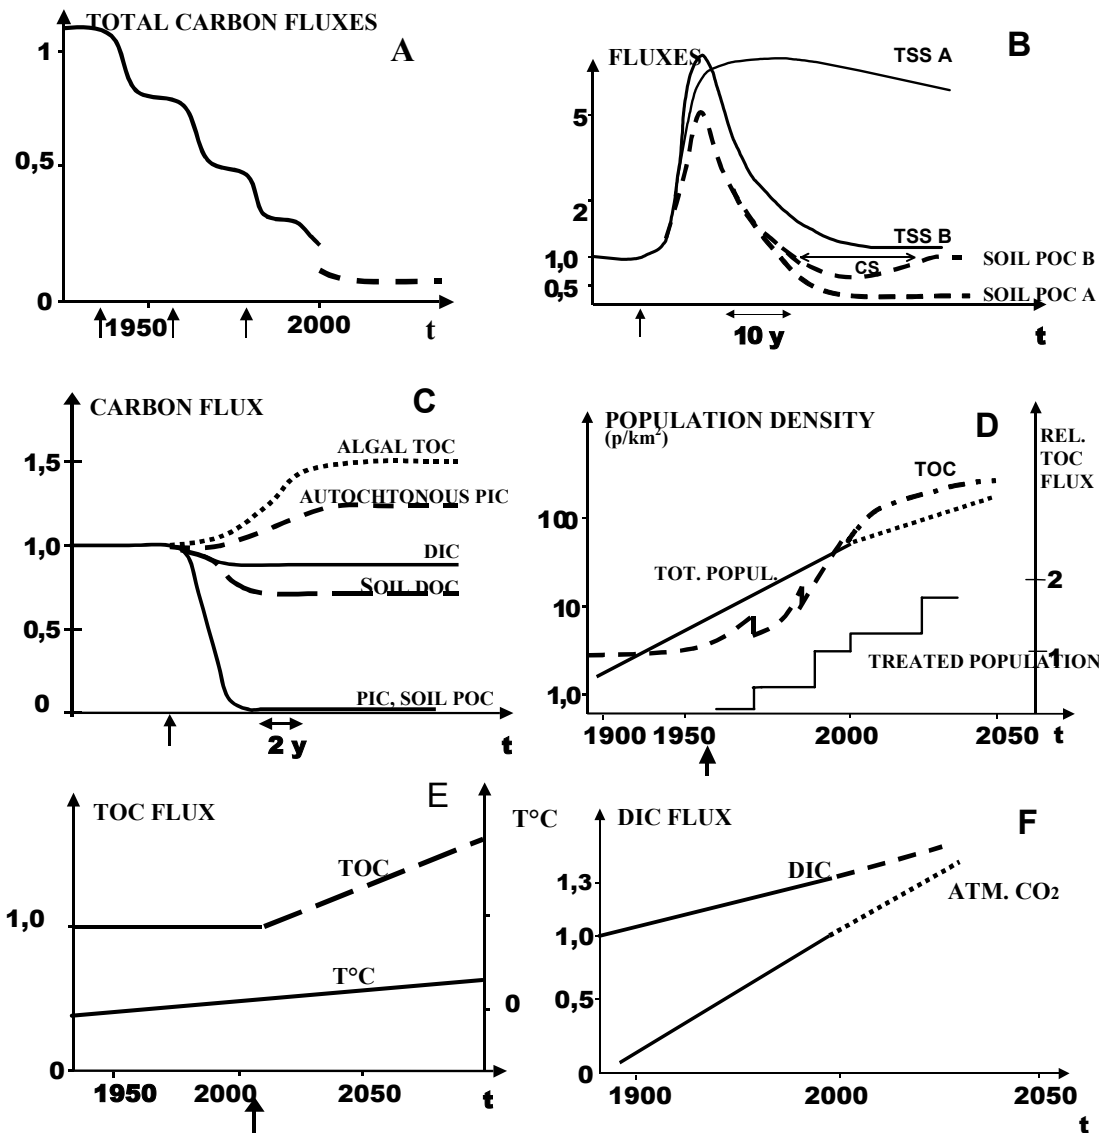 TOTAL CARBON FLUXES
A
1
0,5
0
1950
2000
t
FLUXES
B
TSS A
5
2
1,0
0,5
TSS B
CS
SOIL POC B
SOIL POC A
10 y
t
CARBON FLUX
C
1,5
1,0
0,5
0
ALGAL TOC
AUTOCHTONOUS PIC
DIC
SOIL DOC
PIC, SOIL POC
2 y
t
POPULATION DENSITY
(p/km²)
D
REL.
TOC
FLUX
TOC
100
10
1,0
TOT. POPUL.
2
1
TREATED POPULATION
1900
1950
2000
2050
t
TOC FLUX
E
T°C
TOC
1,0
T°C
0
0
1950
2000
2050
t
DIC FLUX
F
DIC
ATM. CO2
1,3
1,0
0,5
0
1900
2000
2050
t